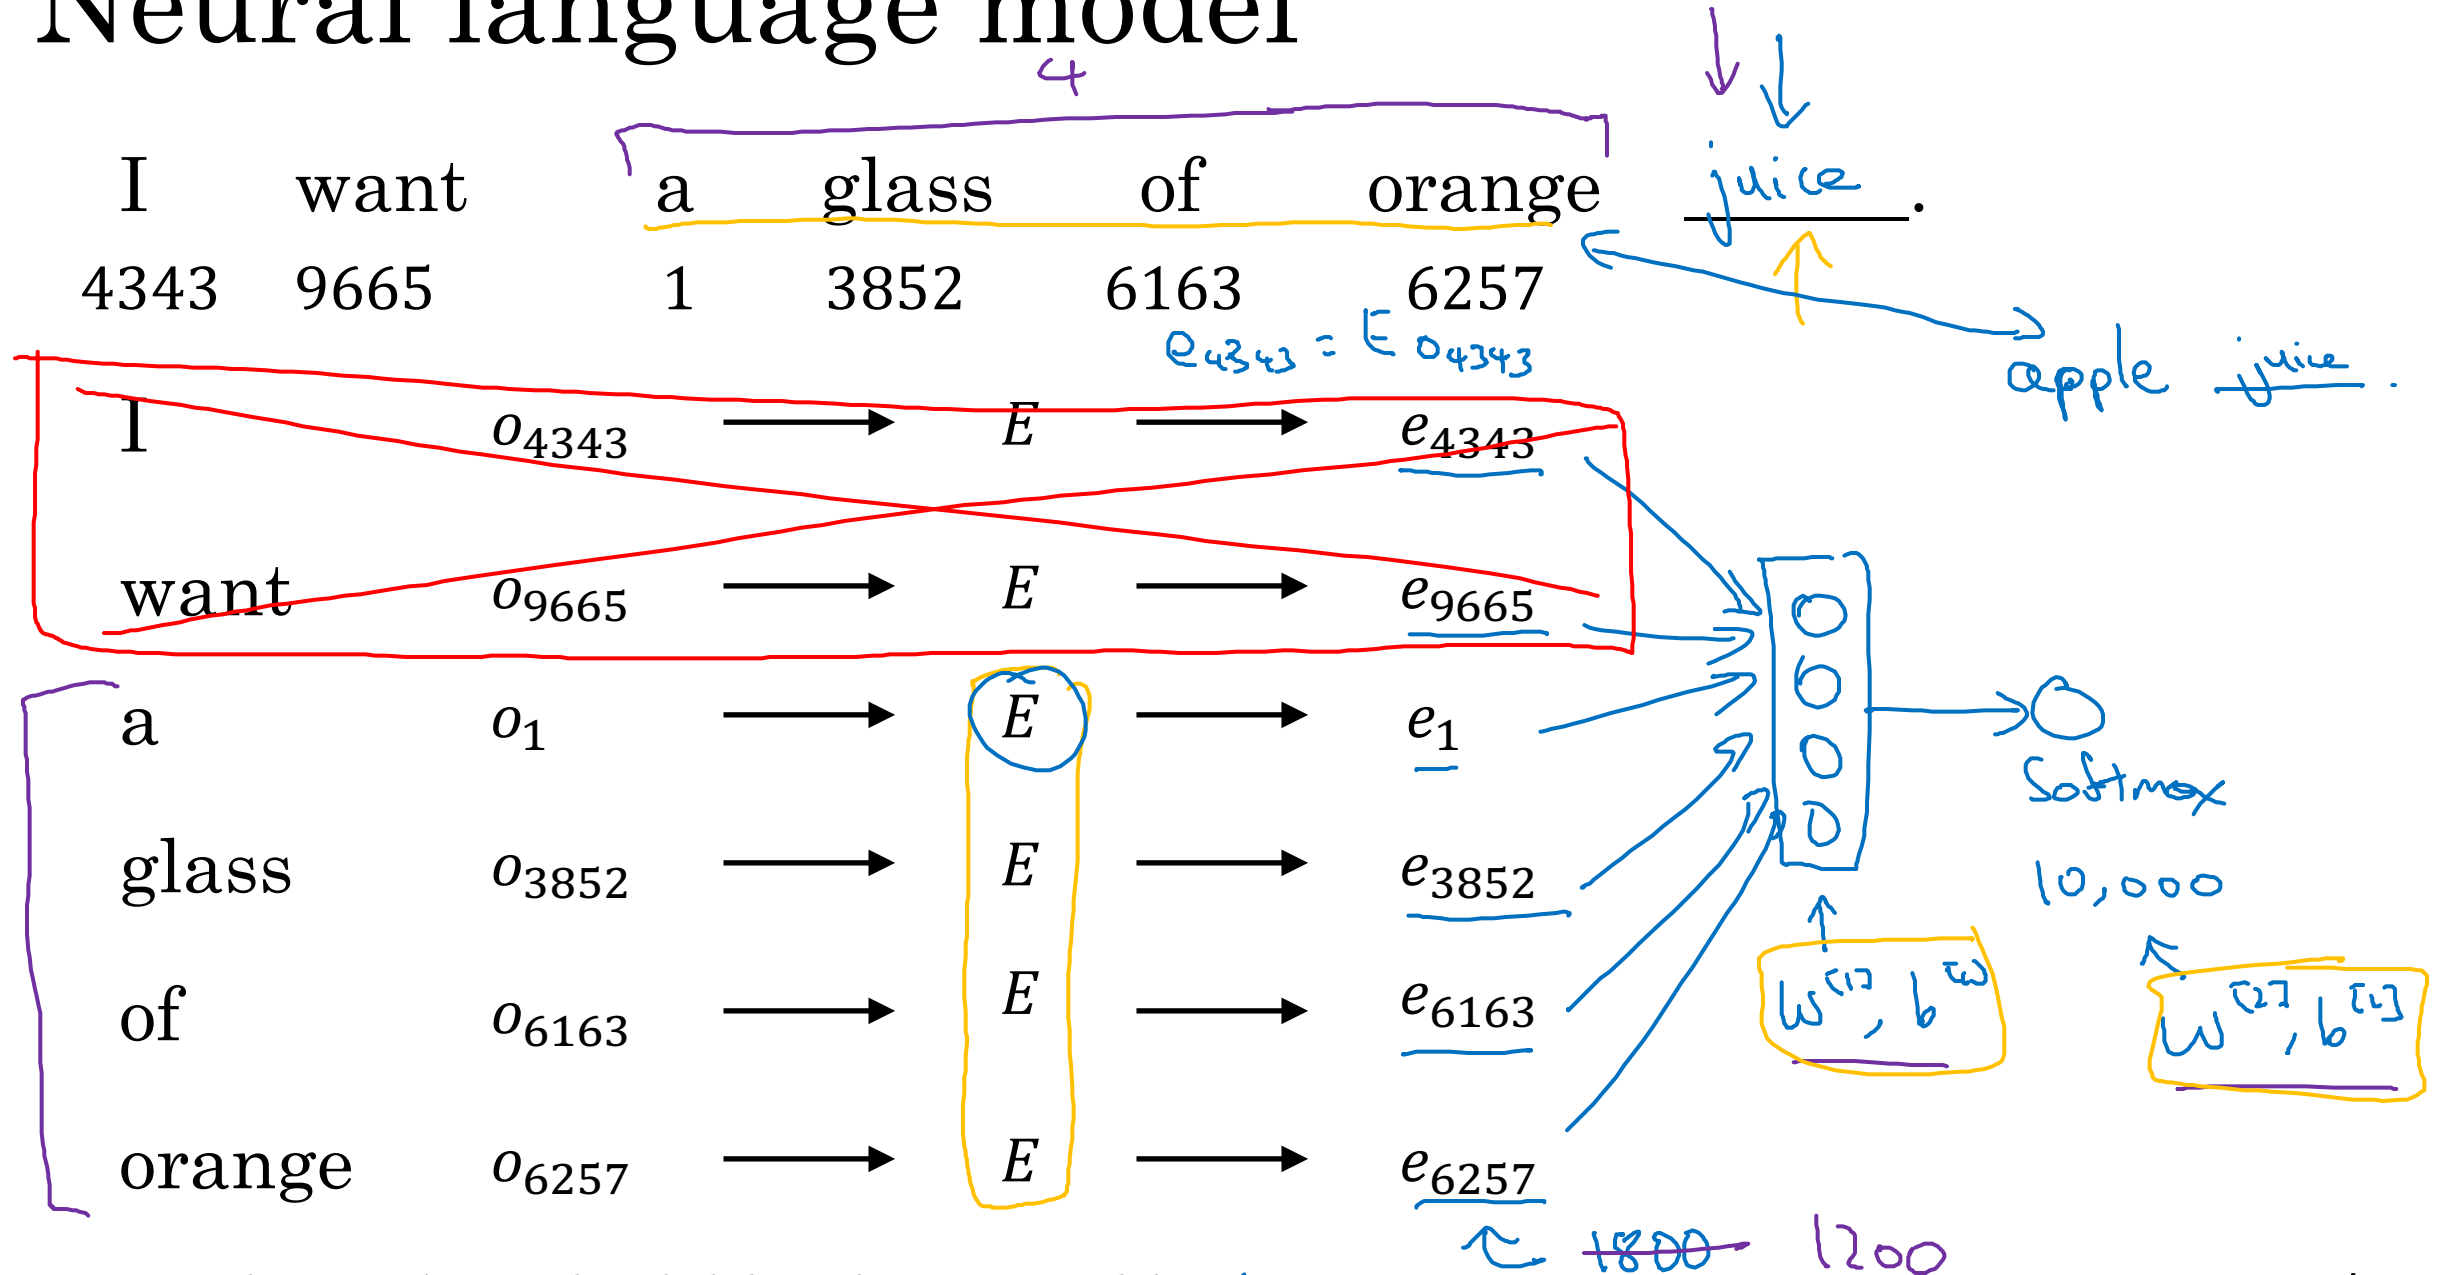 Neural language model
4
I want a glass of orange juice.
4343 9665 1 3852 6163 6257
e4343 = E o4343
apple juice.
I o4343 E e4343
want o9665 E e9665
a o1 E e1
Softmax
glass o3852 E e3852
10,000
of o6163 E e6163
W[1], b[1]
W[2], b[2]
orange o6257 E e6257
1800 1200